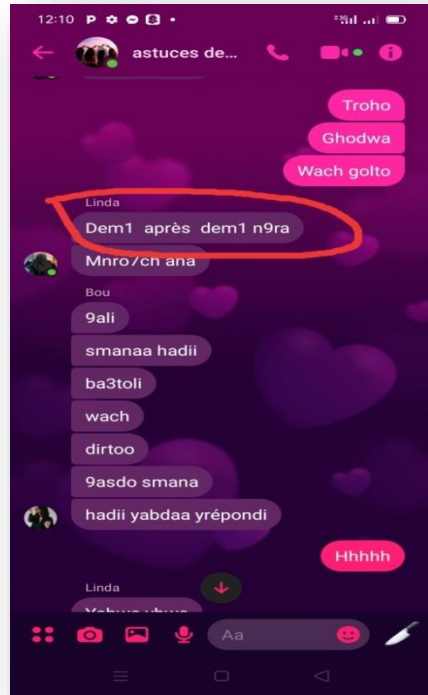 12:10
astuces de...
Troho
Ghodwa
Wach golto
Linda
Dem1 après dem1 n9ra
Mnro7ch ana
Bou
9ali
smanaa hadii
ba3toli
wach
dirtoo
9asdo smana
hadii yabdaa yrépondi
Hhhhh
Linda
Aa